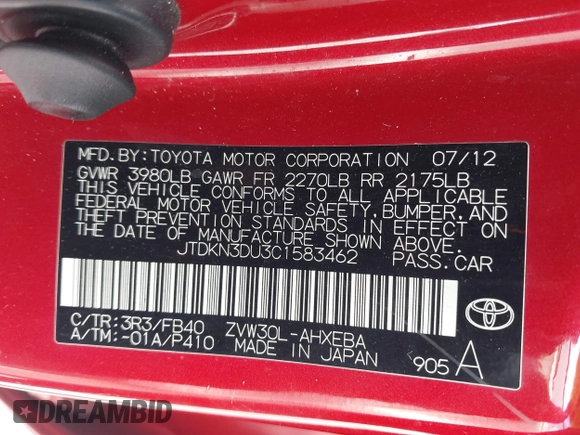 MFD. BY: TOYOTA MOTOR CORPORATION 07/12
GVWR 3980LB GAWR FR 2270LB RR 2175LB
THIS VEHICLE CONFORMS TO ALL APPLICABLE
FEDERAL MOTOR VEHICLE SAFETY, BUMPER, AND
THEFT PREVENTION STANDARDS IN EFFECT ON
THE DATE OF MANUFACTURE SHOWN ABOVE.
JTDKN3DU3C1583462 PASS. CAR
C/TR: 3R3/FB40 ZVW30L-AHXEBA
A/TM: -01A/P410 MADE IN JAPAN
TOYOTA
905 A
DREAMBID